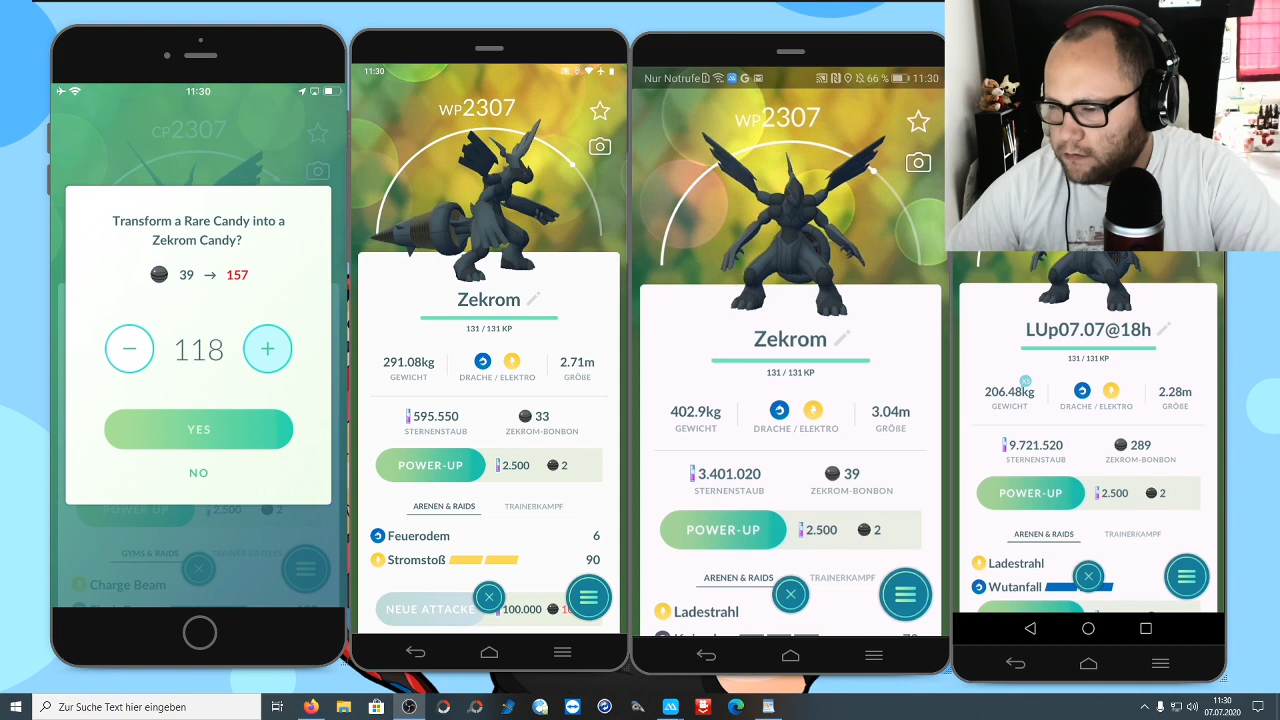 11:30
CP2307
Transform a Rare Candy into a
Zekrom Candy?
39 → 157
− 118 +
YES
NO
POWER UP 2.500 2
GYMS & RAIDS TRAINER BATTLES
Charge Beam
11:30
WP2307
Zekrom
131 / 131 KP
291.08kg 2.71m
GEWICHT DRACHE / ELEKTRO GRÖßE
595.550 33
STERNENSTAUB ZEKROM-BONBON
POWER-UP 2.500 2
ARENEN & RAIDS TRAINERKAMPF
Feuerodem 6
Stromstoß 90
NEUE ATTACKE 100.000
Nur Notrufe 66 % 11:30
WP2307
Zekrom
131 / 131 KP
402.9kg 3.04m
GEWICHT DRACHE / ELEKTRO GRÖßE
3.401.020 39
STERNENSTAUB ZEKROM-BONBON
POWER-UP 2.500 2
ARENEN & RAIDS TRAINERKAMPF
Ladestrahl
LUp07.07@18h
131 / 131 KP
XS
206.48kg 2.28m
GEWICHT DRACHE / ELEKTRO GRÖßE
9.721.520 289
STERNENSTAUB ZEKROM-BONBON
POWER-UP 2.500 2
ARENEN & RAIDS TRAINERKAMPF
Ladestrahl
Wutanfall
Zur Suche Text hier eingeben
11:30
07.07.2020